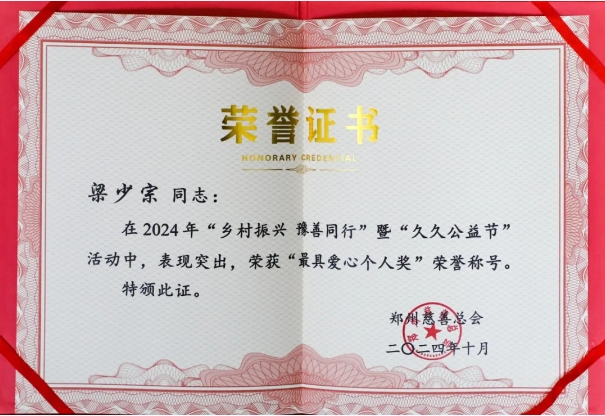 荣誉证书
HONORARY CREDENTIAL
梁少宗 同志：
在2024年“乡村振兴 豫善同行”暨“久久公益节”
活动中，表现突出，荣获“最具爱心个人奖”荣誉称号。
特颁此证。
郑州慈善总会
二〇二四年十月